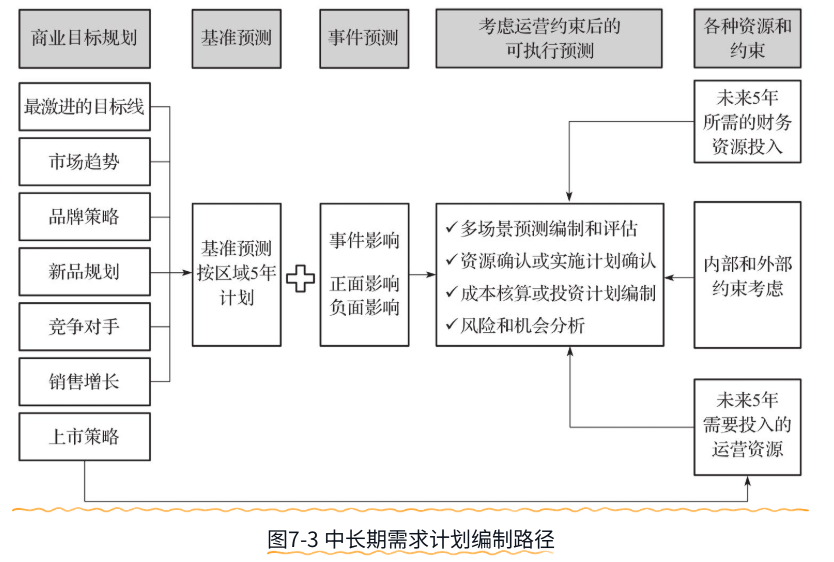 商业目标规划
基准预测
事件预测
考虑运营约束后的
可执行预测
各种资源和
约束
最激进的目标线
市场趋势
品牌策略
新品规划
竞争对手
销售增长
上市策略
基准预测
按区域5年
计划
事件影响
正面影响
负面影响
✓多场景预测编制和评估
✓资源确认或实施计划确认
✓成本核算或投资计划编制
✓风险和机会分析
未来5年
所需的财务
资源投入
内部和外部
约束考虑
未来5年
需要投入的
运营资源
图7-3 中长期需求计划编制路径